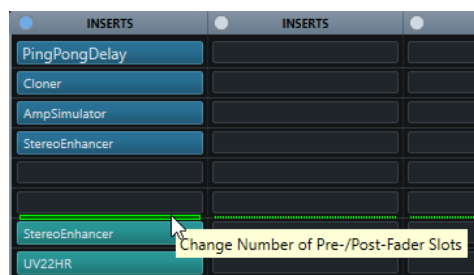 INSERTS INSERTS
PingPongDelay
Cloner
AmpSimulator
StereoEnhancer
StereoEnhancer
Change Number of Pre-/Post-Fader Slots
UV22HR